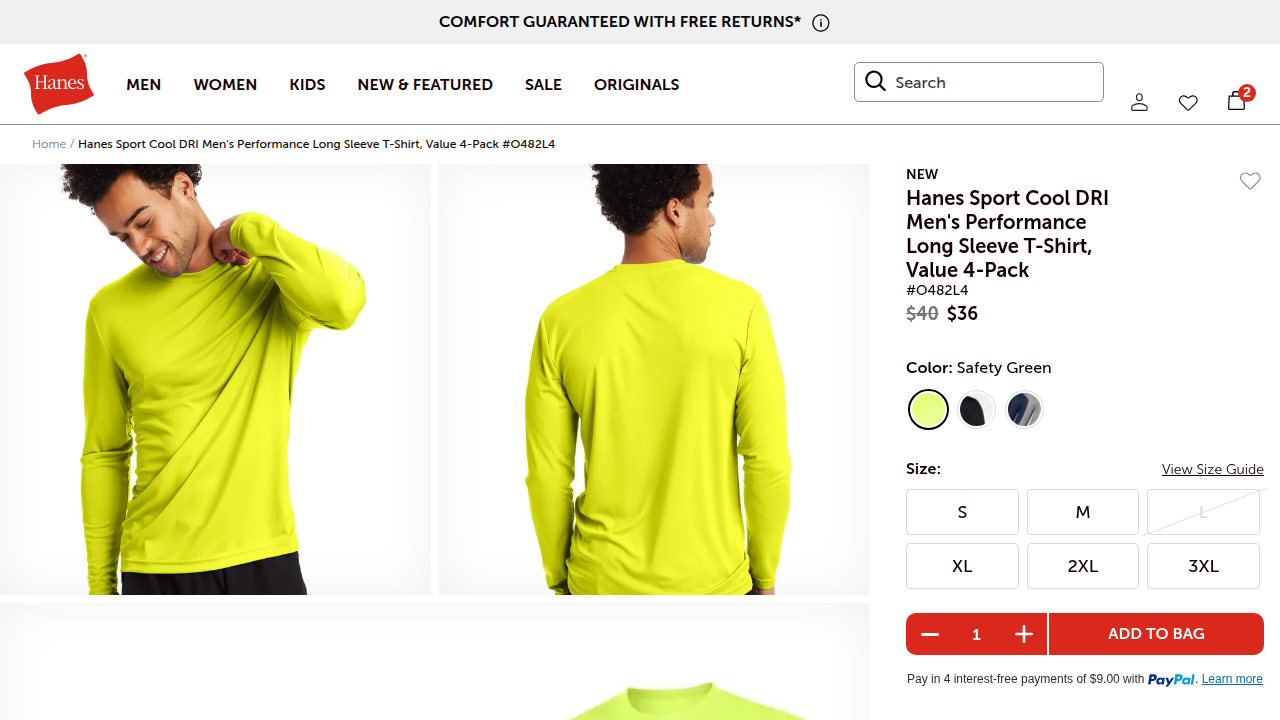 COMFORT GUARANTEED WITH FREE RETURNS*
Hanes
MEN
WOMEN
KIDS
NEW & FEATURED
SALE
ORIGINALS
Search
2
Home / Hanes Sport Cool DRI Men's Performance Long Sleeve T-Shirt, Value 4-Pack #O482L4
NEW
Hanes Sport Cool DRI
Men's Performance
Long Sleeve T-Shirt,
Value 4-Pack
#O482L4
$40 $36
Color: Safety Green
Size:
View Size Guide
S
M
L
XL
2XL
3XL
1
ADD TO BAG
Pay in 4 interest-free payments of $9.00 with PayPal. Learn more